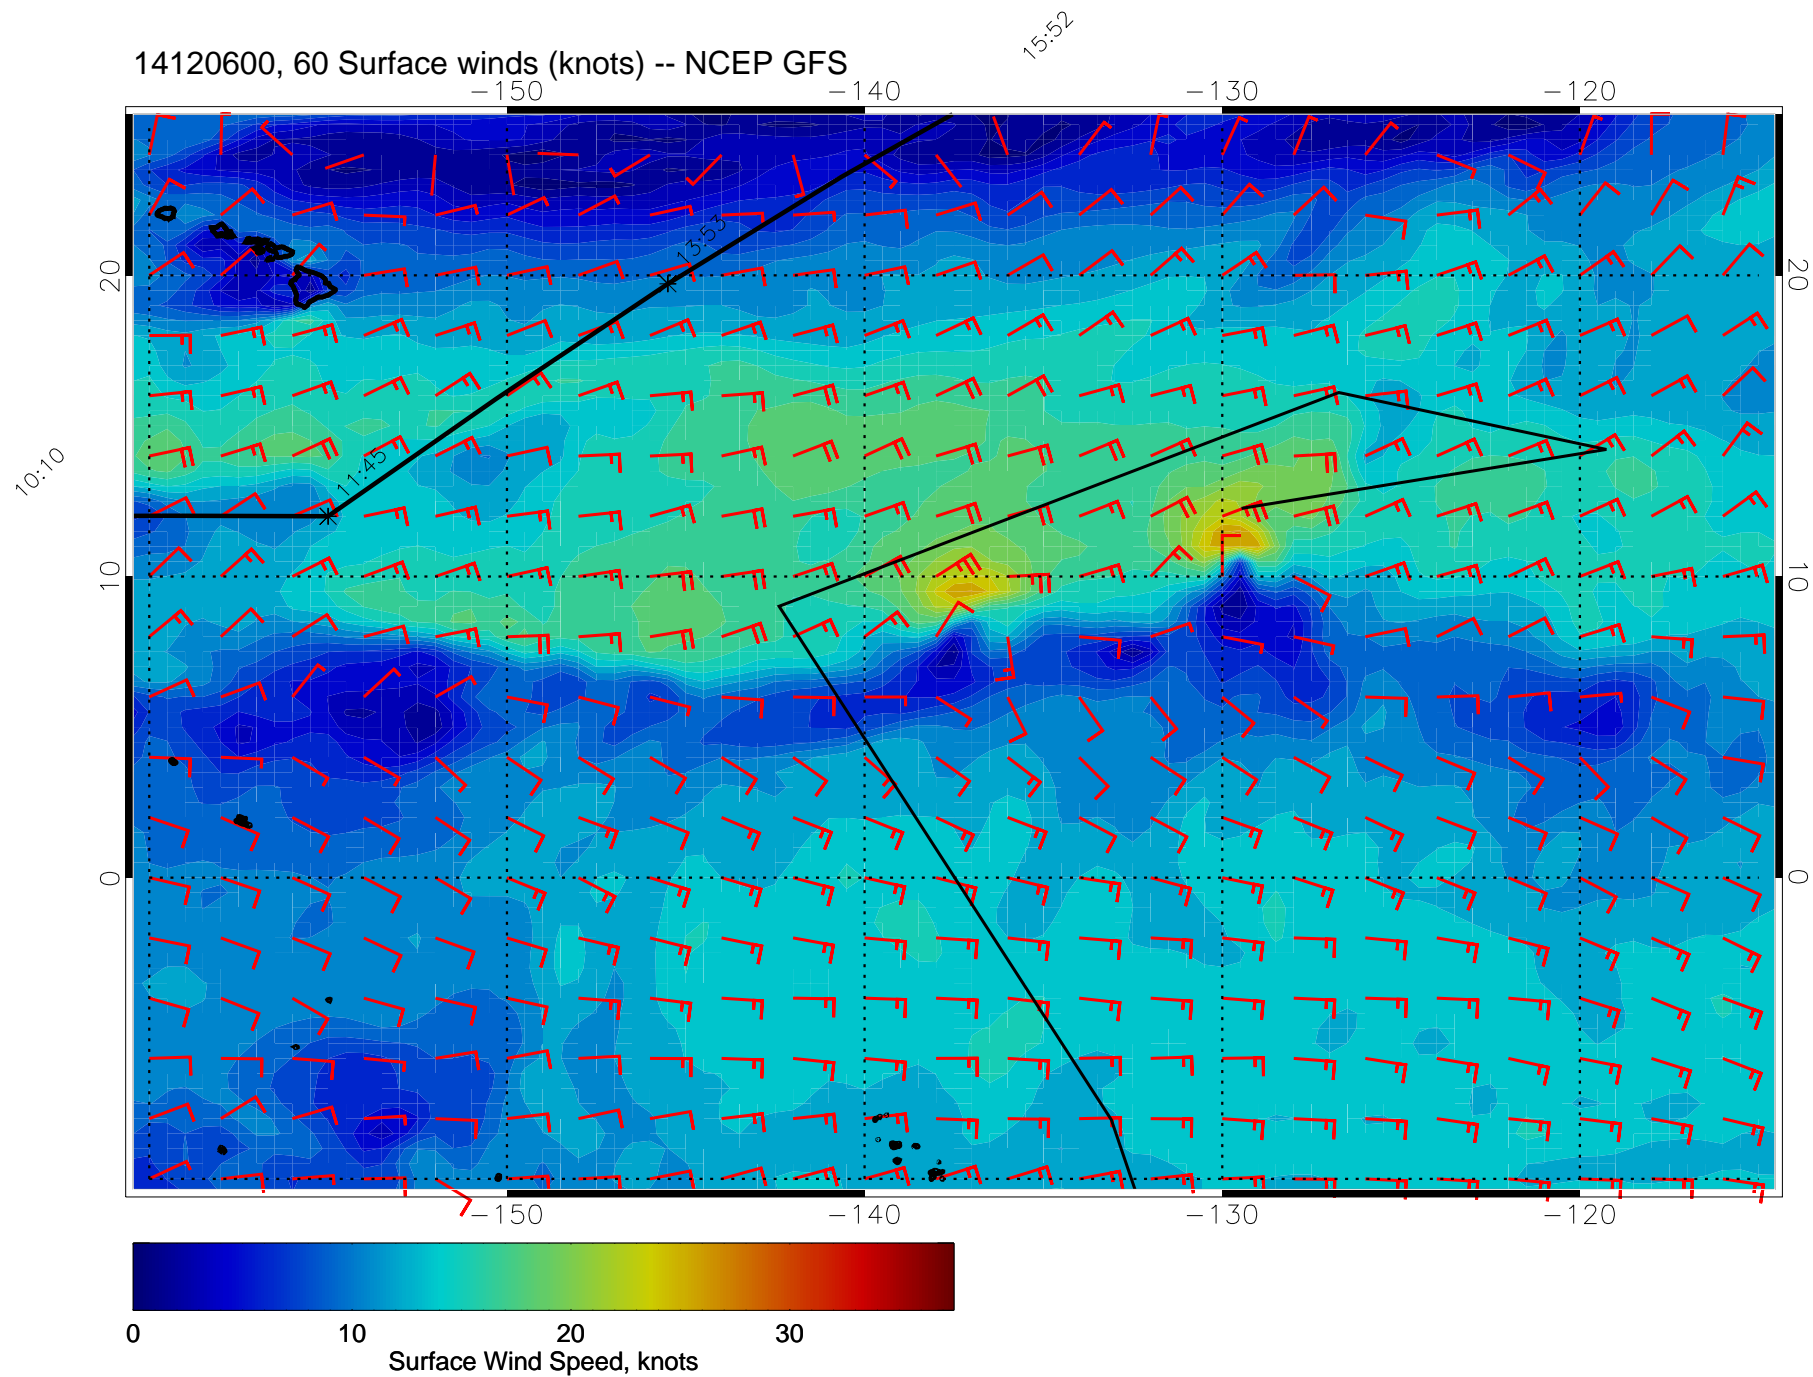 15:52
14120600, 60 Surface winds (knots) -- NCEP GFS
-150 -140 -130 -120
13:53
20 20
11:45
10:10
10 10
0 0
-150 -140 -130 -120
0 10 20 30
Surface Wind Speed, knots